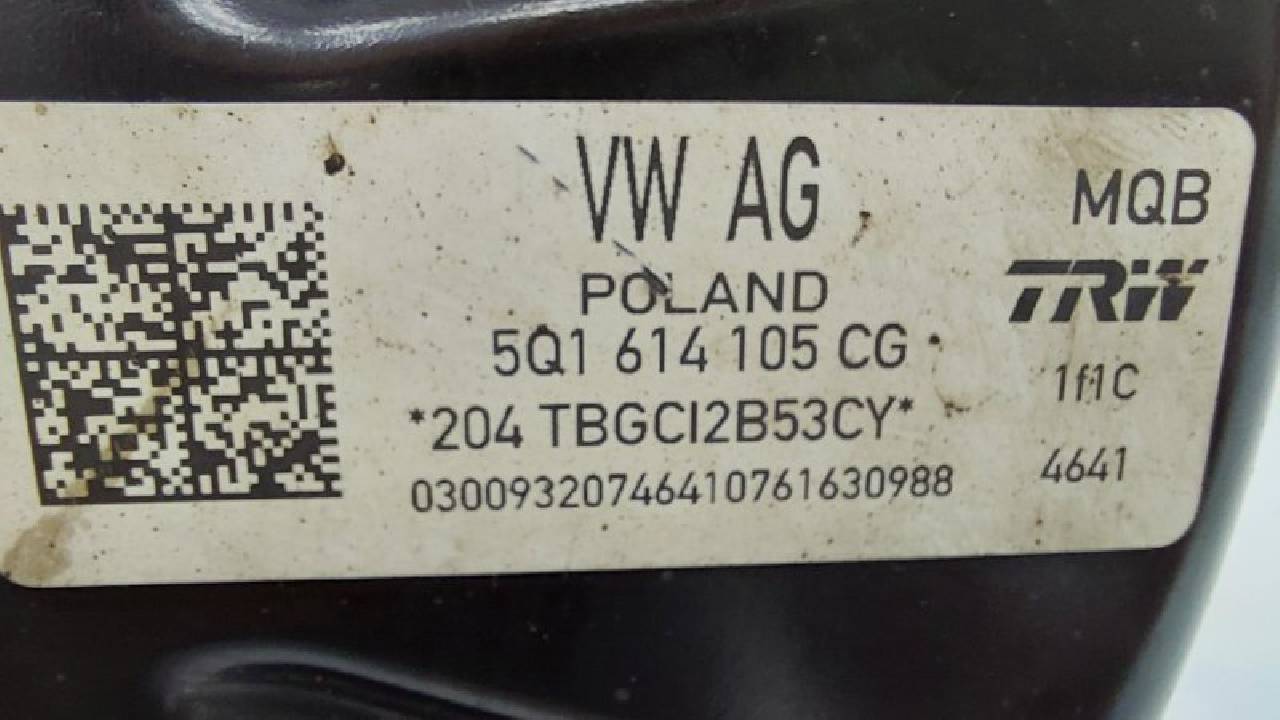 VW AG
MQB
POLAND
TRW
5Q1 614 105 CG
1f1C
*204 TBGCI2B53CY*
4641
03009320746410761630988